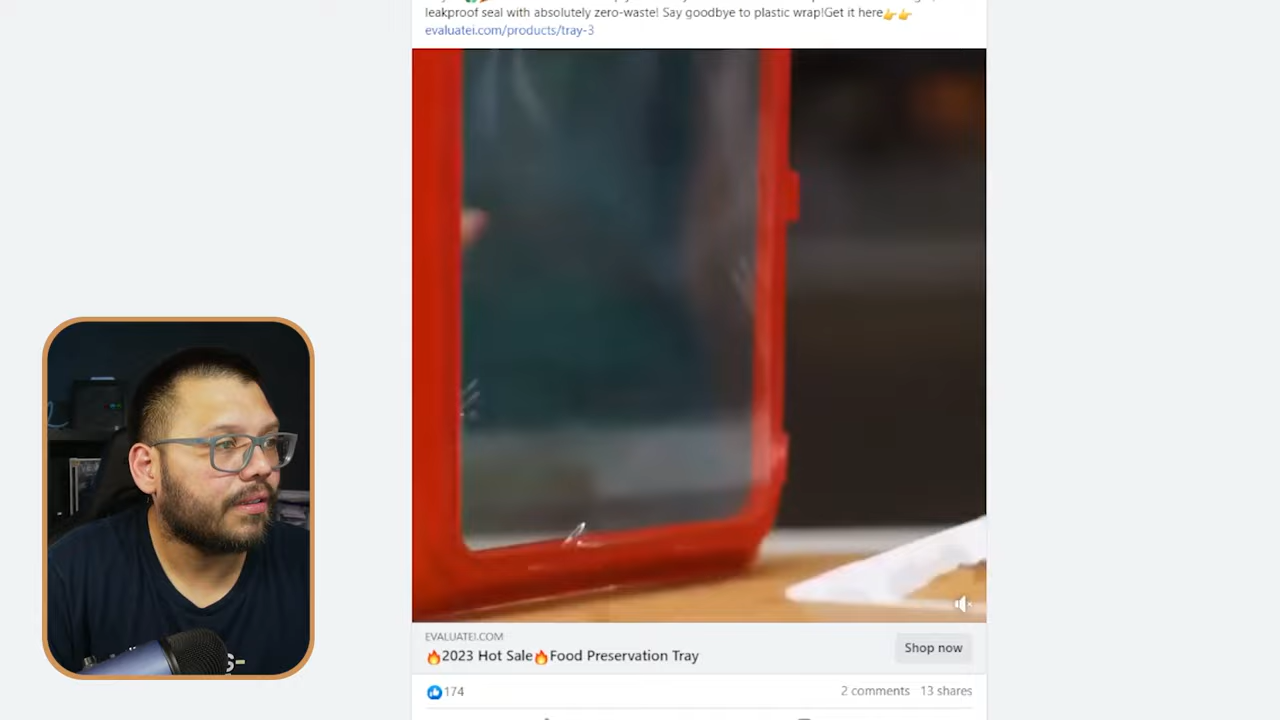 leakproof seal with absolutely zero-waste! Say goodbye to plastic wrap!Get it here👉👉
evaluatei.com/products/tray-3
EVALUATEI.COM
🔥2023 Hot Sale🔥Food Preservation Tray
Shop now
174
2 comments 13 shares